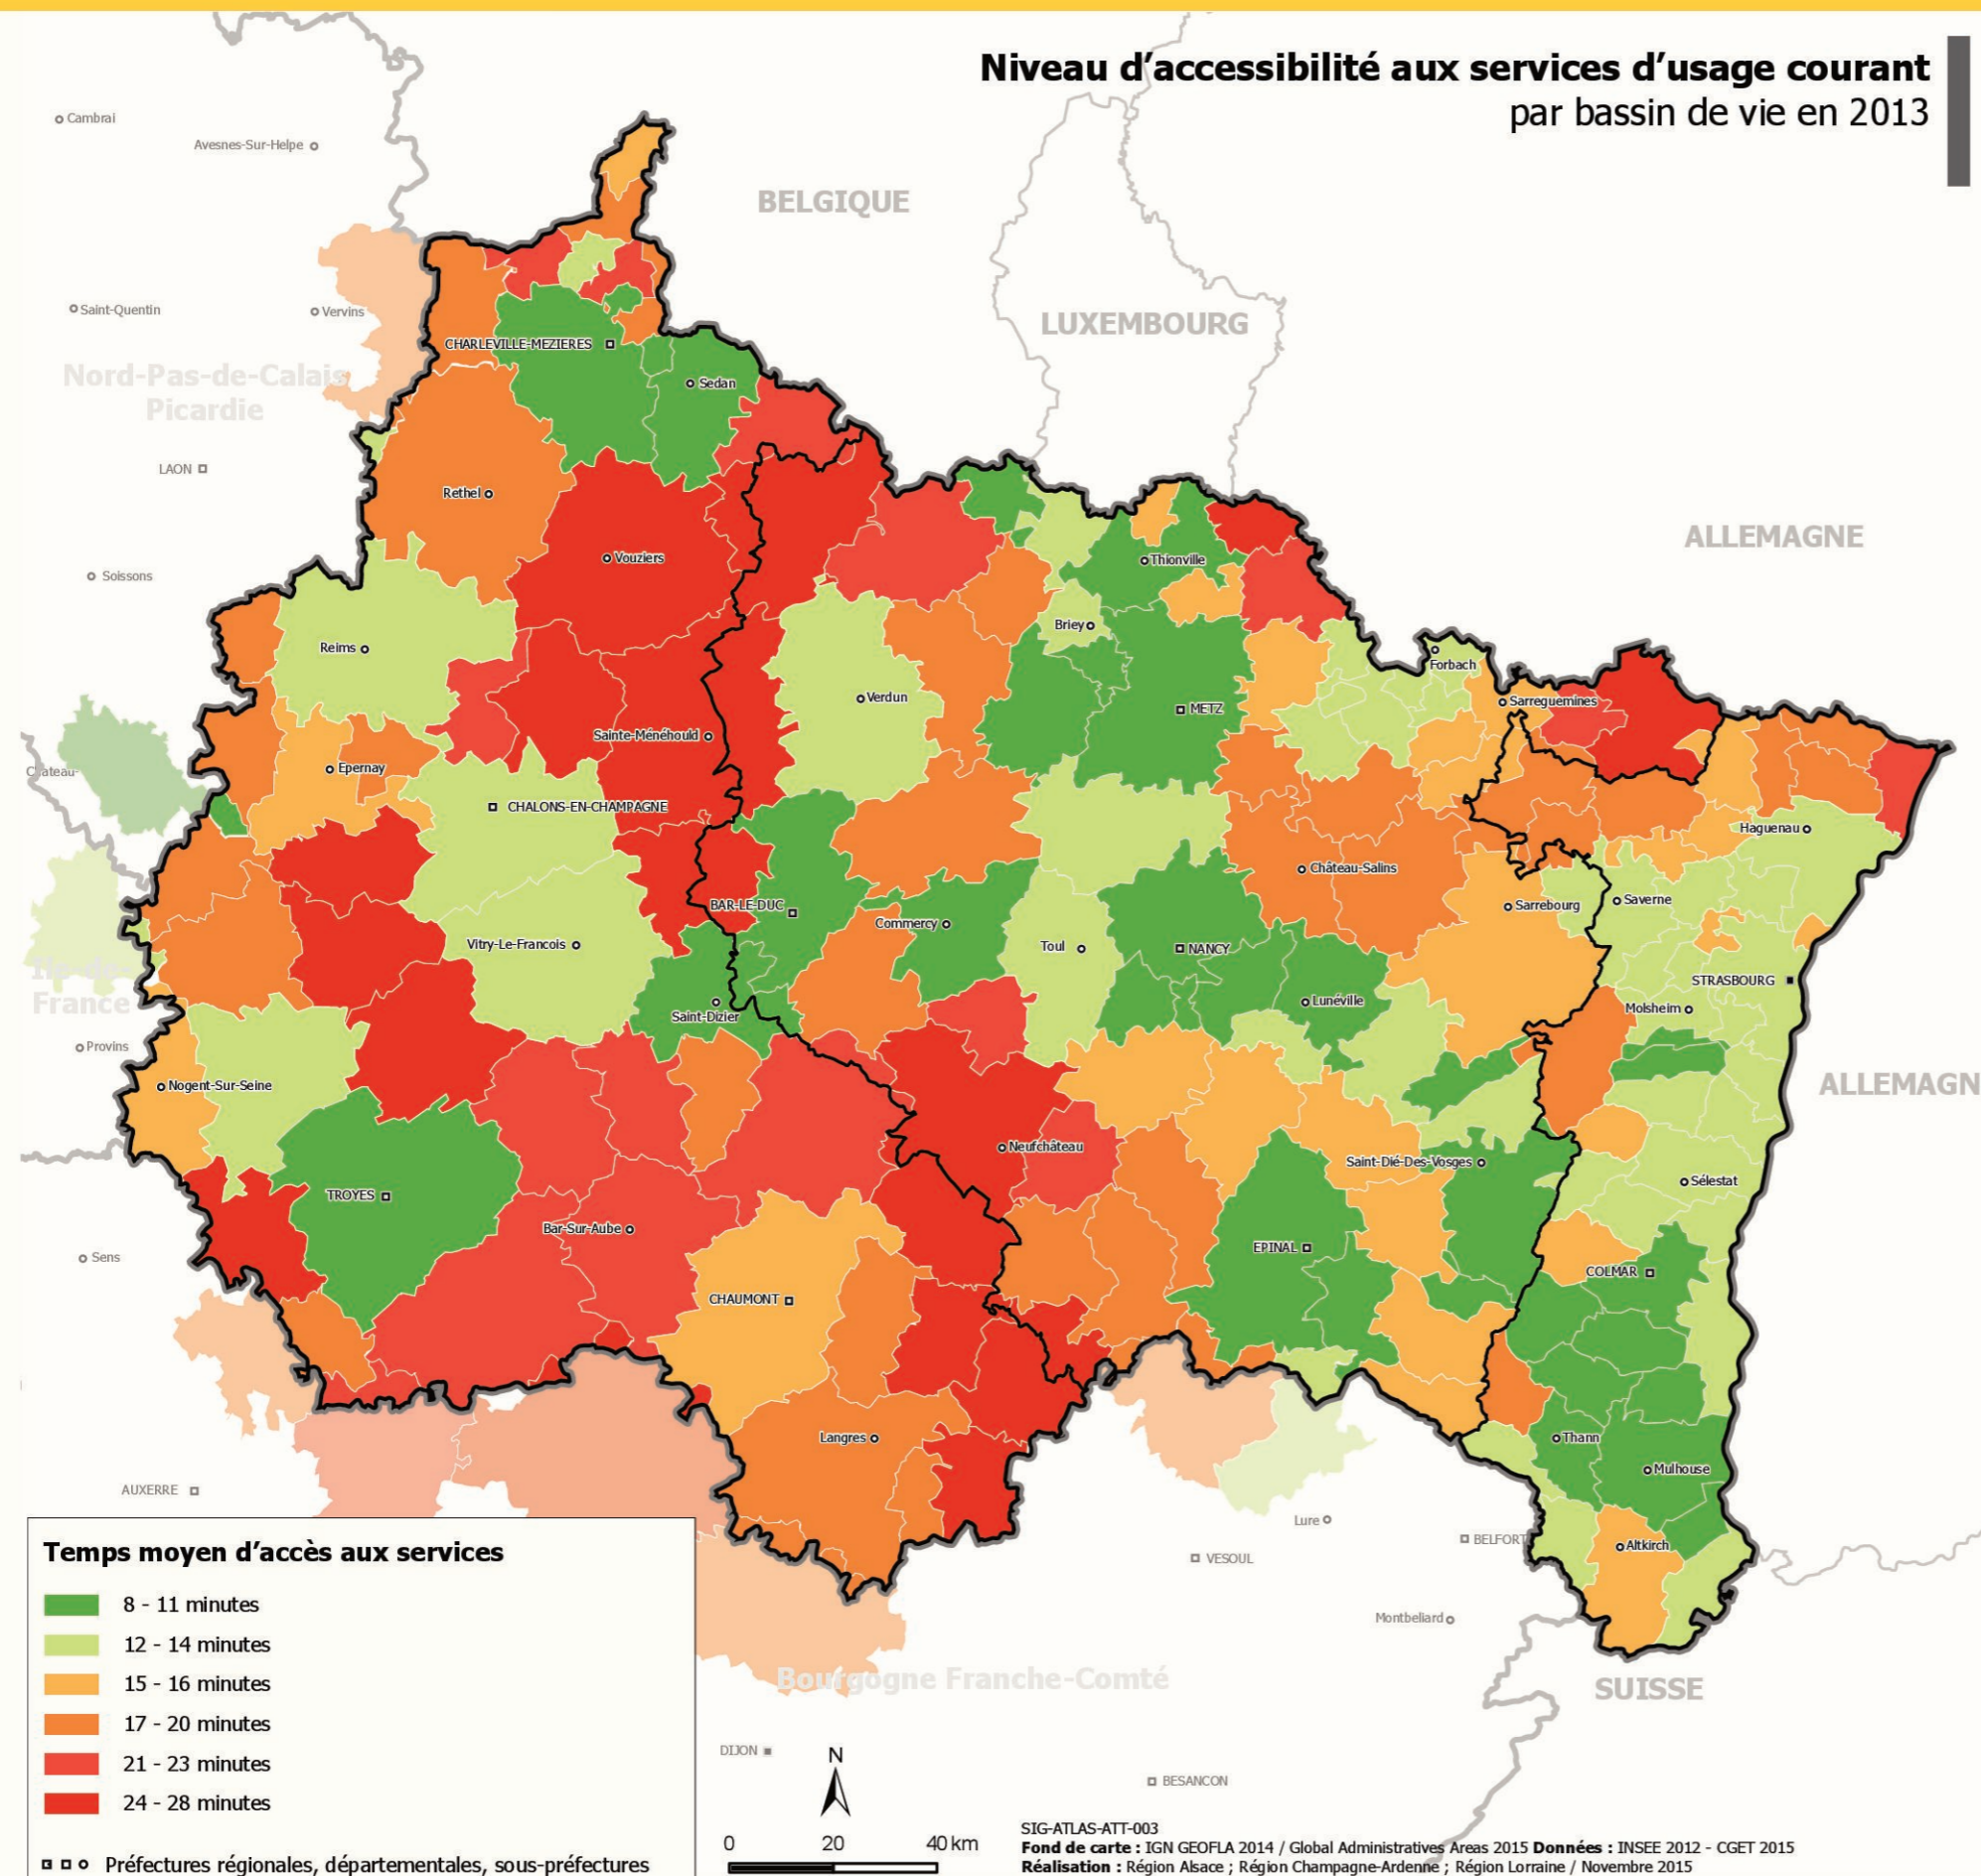 Niveau d'accessibilité aux services d'usage courant
par bassin de vie en 2013
Cambrai
Avesnes-Sur-Helpe
BELGIQUE
Saint-Quentin
Vervins
LUXEMBOURG
CHARLEVILLE-MEZIERES
Nord-Pas-de-Calais
Picardie
Sedan
LAON
Rethel
ALLEMAGNE
Vouziers
Thionville
Soissons
Briey
Reims
Forbach
Verdun
Sarreguemines
METZ
Sainte-Ménéhould
Epernay
CHALONS-EN-CHAMPAGNE
Haguenau
Château-Salins
Saverne
BAR-LE-DUC
Sarrebourg
Commercy
Vitry-Le-Francois
Toul
NANCY
Ile-de-
France
STRASBOURG
Lunéville
Molsheim
Saint-Dizier
Provins
Nogent-Sur-Seine
ALLEMAGN
Neufchâteau
Saint-Dié-Des-Vosges
Sélestat
TROYES
Bar-Sur-Aube
EPINAL
Sens
COLMAR
CHAUMONT
Langres
Thann
Mulhouse
AUXERRE
Lure
BELFORT
Altkirch
VESOUL
Montbeliard
Bourgogne Franche-Comté
SUISSE
DIJON
BESANCON
Temps moyen d'accès aux services
8 - 11 minutes
12 - 14 minutes
15 - 16 minutes
17 - 20 minutes
21 - 23 minutes
24 - 28 minutes
Préfectures régionales, départementales, sous-préfectures
N
0 20 40 km
SIG-ATLAS-ATT-003
Fond de carte : IGN GEOFLA 2014 / Global Administratives Areas 2015 Données : INSEE 2012 - CGET 2015
Réalisation : Région Alsace ; Région Champagne-Ardenne ; Région Lorraine / Novembre 2015